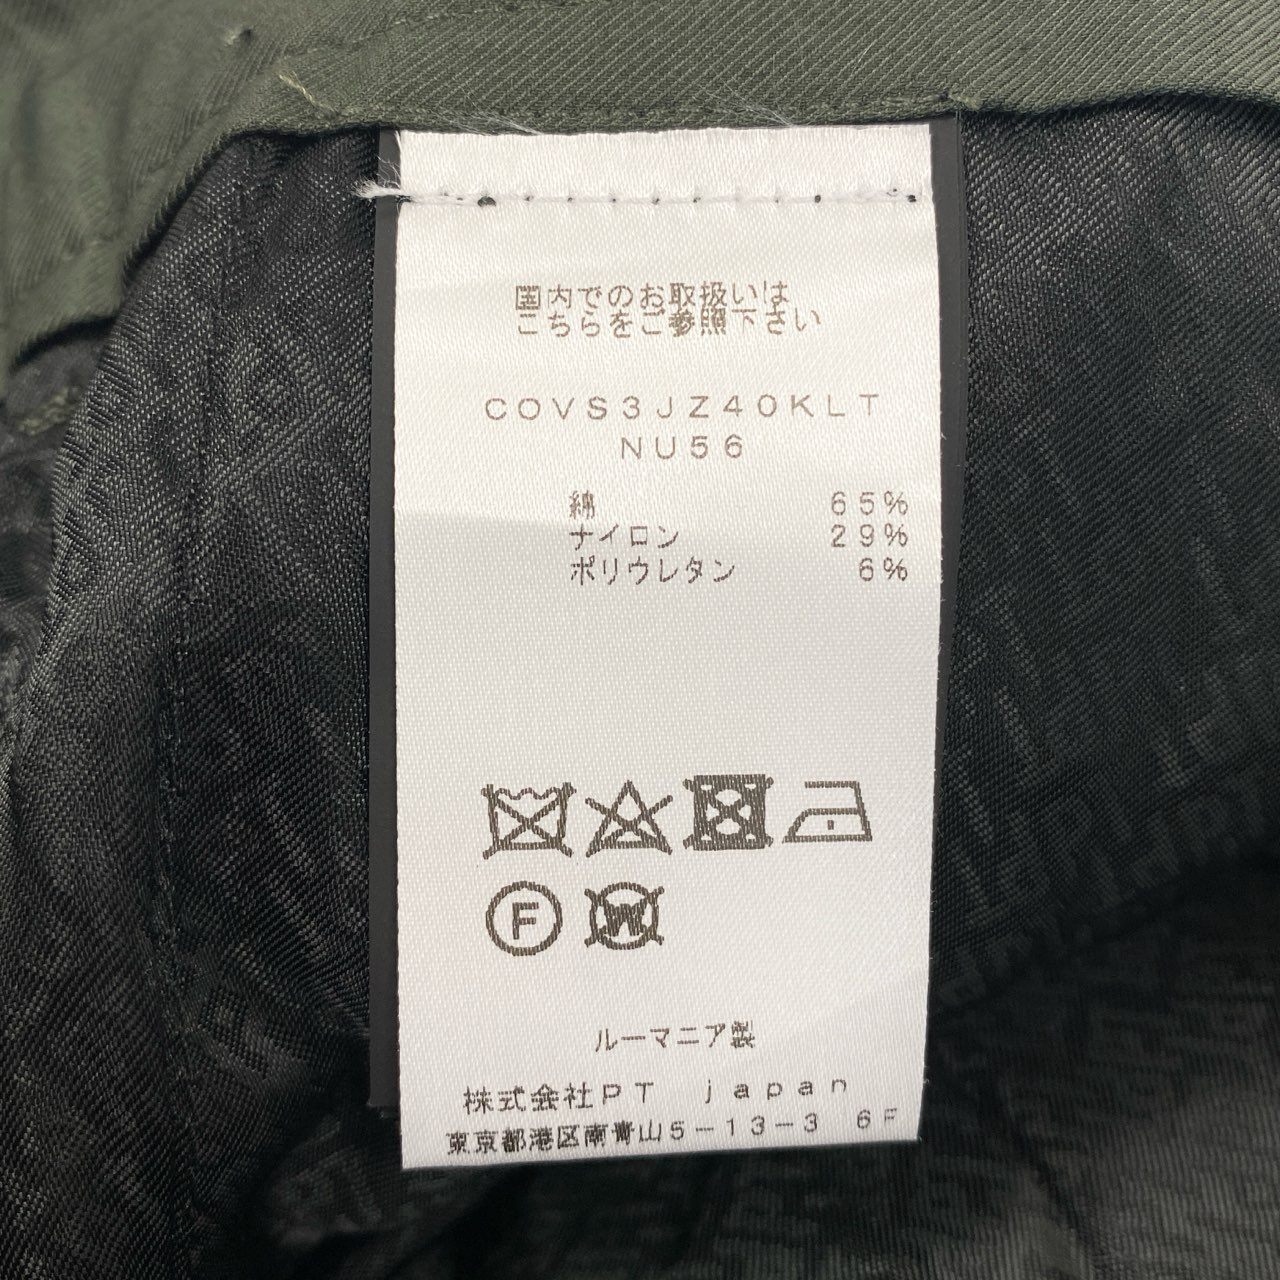 国内でのお取扱いは
こちらをご参照下さい
COVS3JZ40KLT
NU56
綿 65%
ナイロン 29%
ポリウレタン 6%
F W
ルーマニア製
株式会社PT japan
東京都港区南青山5-13-3 6F